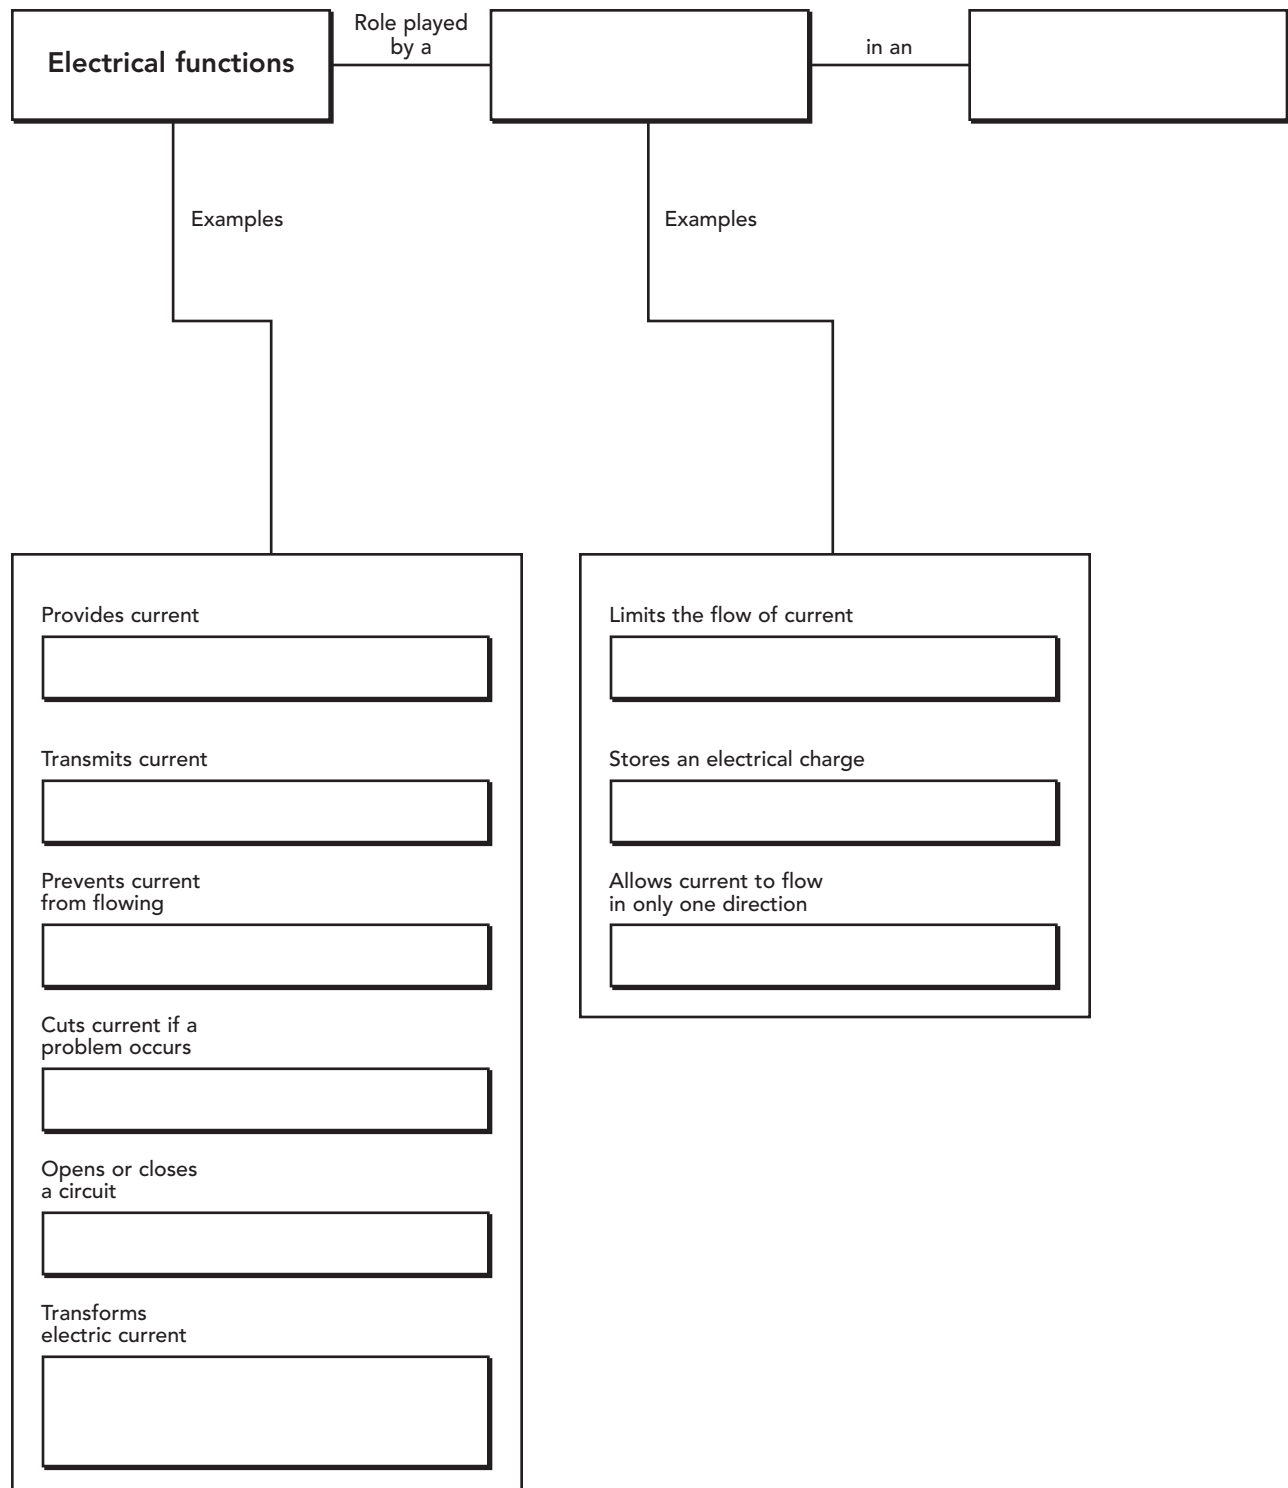 Electrical functions
Role played
by a
in an
Examples
Examples
Provides current
Transmits current
Prevents current
from flowing
Cuts current if a
problem occurs
Opens or closes
a circuit
Transforms
electric current
Limits the flow of current
Stores an electrical charge
Allows current to flow
in only one direction